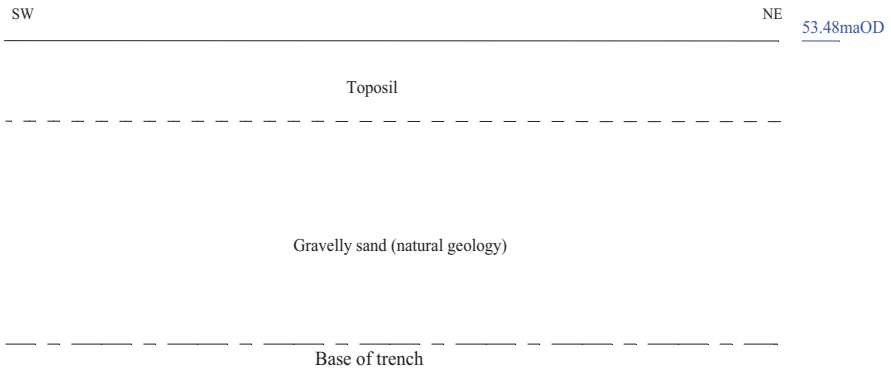 SW
NE
53.48maOD
Toposil
Gravelly sand (natural geology)
Base of trench